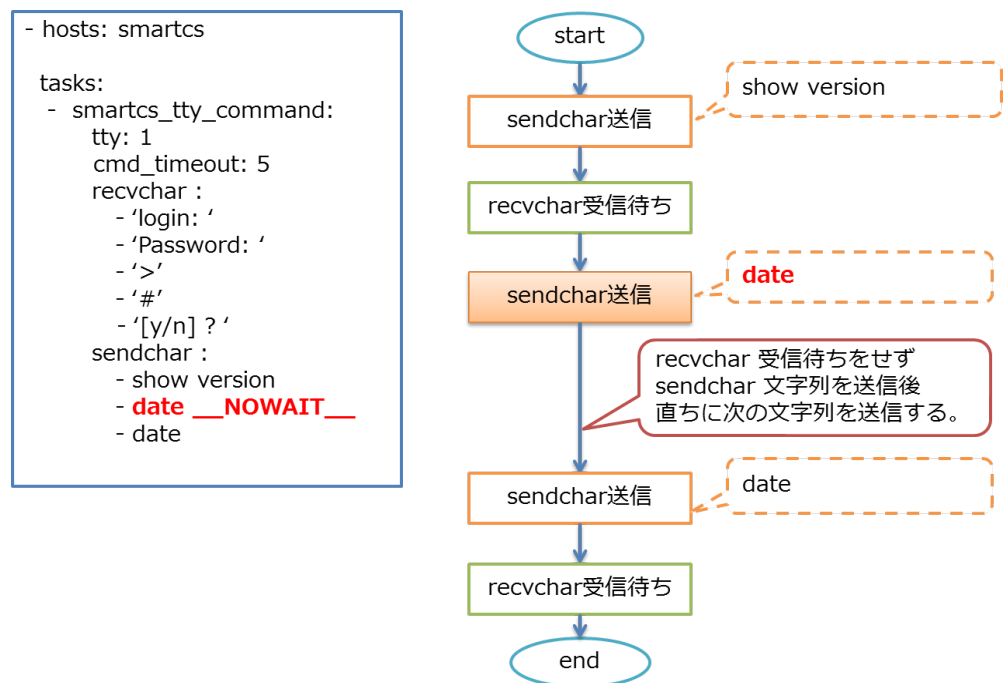 - hosts: smartcs
tasks:
- smartcs_tty_command:
tty: 1
cmd_timeout: 5
recvchar :
- ‘login: ‘
- ‘Password: ‘
- ‘>’
- ‘#’
- ‘[y/n] ? ‘
sendchar :
- show version
- date __NOWAIT__
- date
start
sendchar送信
show version
recvchar受信待ち
sendchar送信
date
recvchar 受信待ちをせず
sendchar 文字列を送信後
直ちに次の文字列を送信する。
sendchar送信
date
recvchar受信待ち
end